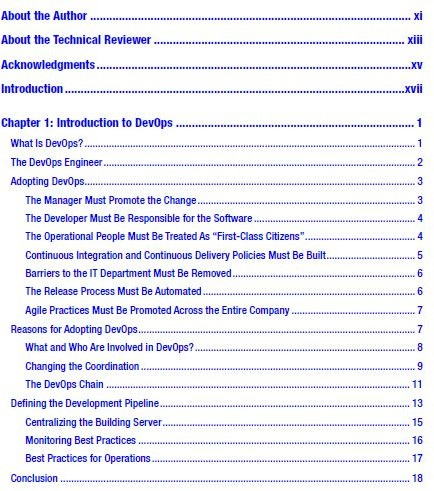 About the Author ........ xi
About the Technical Reviewer ........ xiii
Acknowledgments ........ xv
Introduction ........ xvii
Chapter 1: Introduction to DevOps ........ 1
What Is DevOps? ........ 1
The DevOps Engineer ........ 2
Adopting DevOps ........ 3
The Manager Must Promote the Change ........ 3
The Developer Must Be Responsible for the Software ........ 4
The Operational People Must Be Treated As “First-Class Citizens” ........ 4
Continuous Integration and Continuous Delivery Policies Must Be Built ........ 5
Barriers to the IT Department Must Be Removed ........ 6
The Release Process Must Be Automated ........ 6
Agile Practices Must Be Promoted Across the Entire Company ........ 7
Reasons for Adopting DevOps ........ 7
What and Who Are Involved in DevOps? ........ 8
Changing the Coordination ........ 9
The DevOps Chain ........ 11
Defining the Development Pipeline ........ 13
Centralizing the Building Server ........ 15
Monitoring Best Practices ........ 16
Best Practices for Operations ........ 17
Conclusion ........ 18